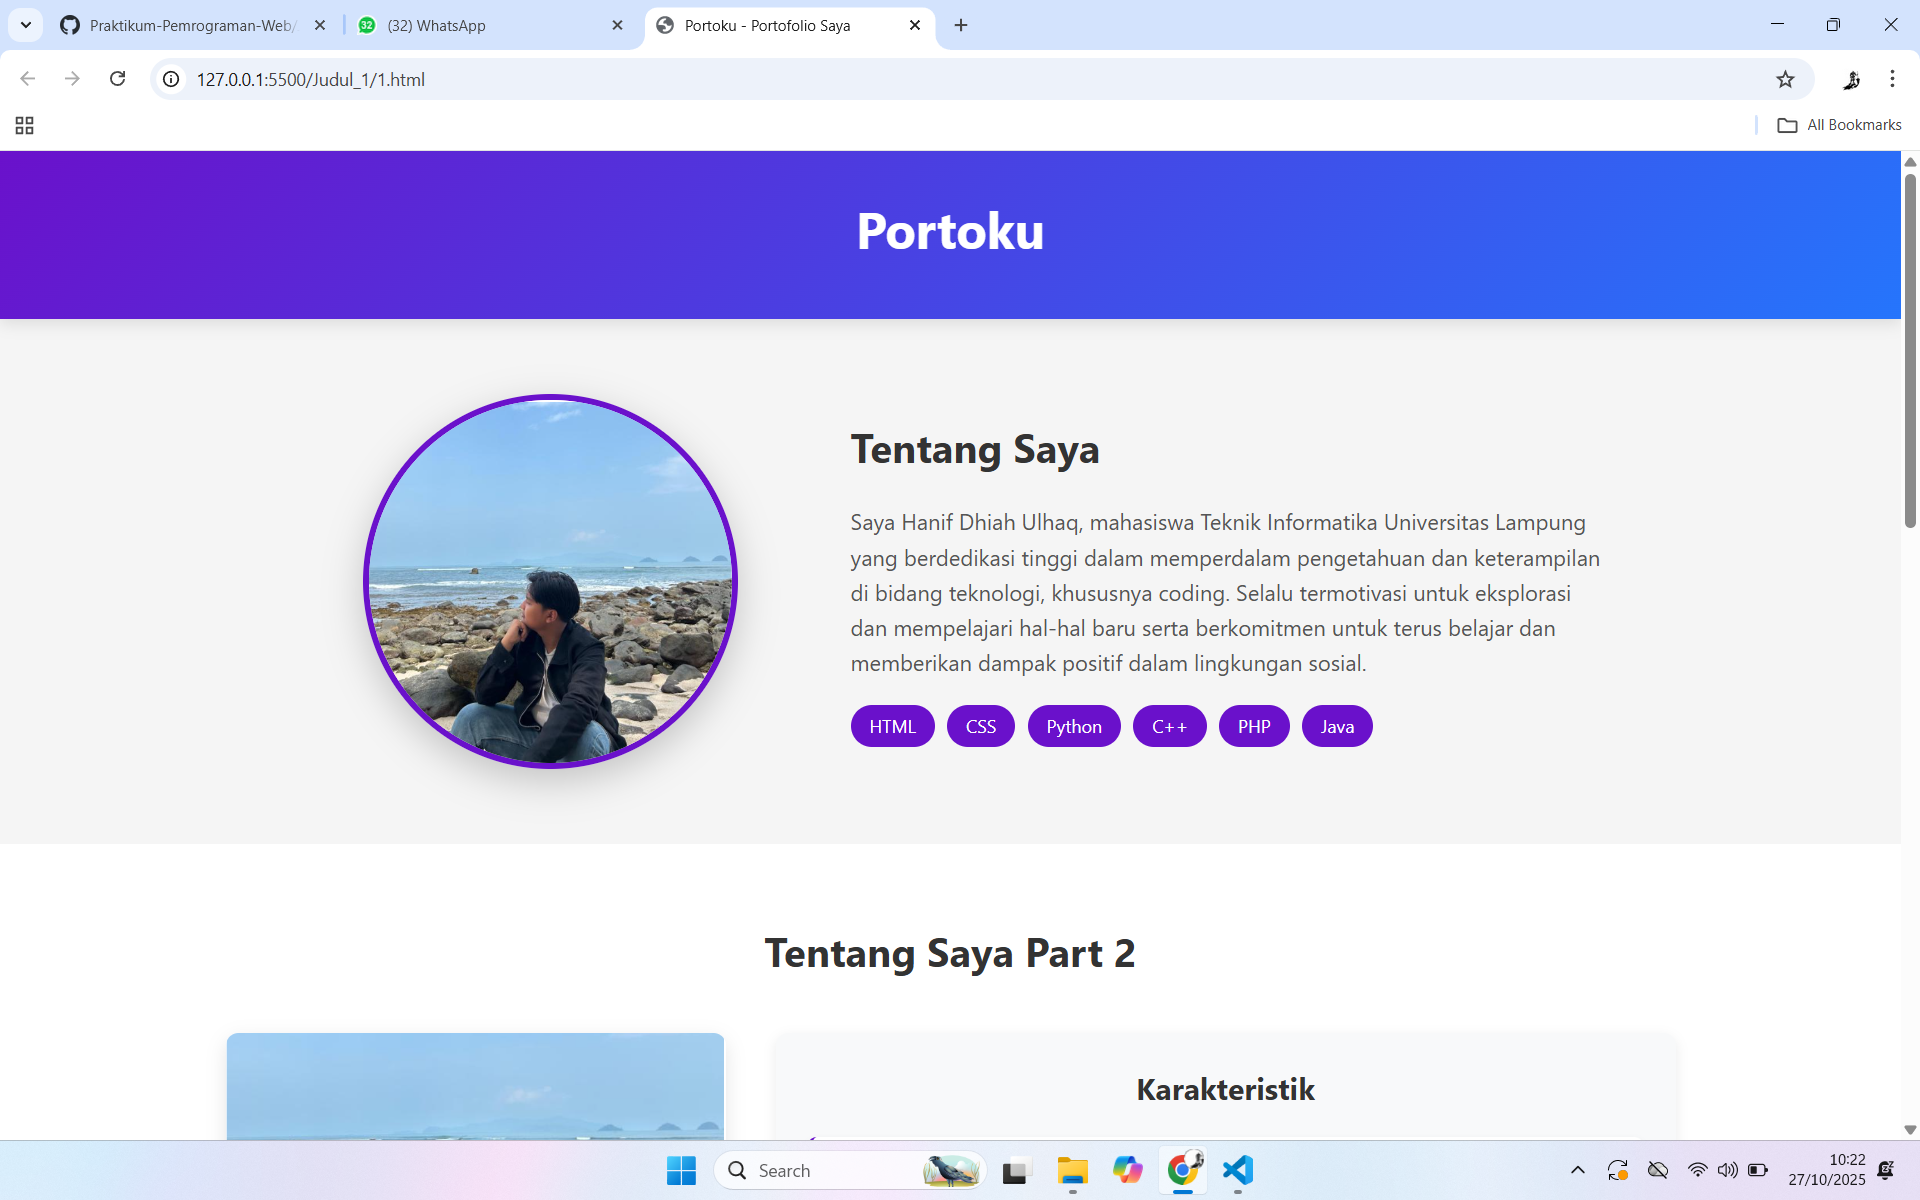 Praktikum-Pemrograman-Web/
32
(32) WhatsApp
Portoku - Portofolio Saya
127.0.0.1:5500/Judul_1/1.html
All Bookmarks
Portoku
Tentang Saya
Saya Hanif Dhiah Ulhaq, mahasiswa Teknik Informatika Universitas Lampung
yang berdedikasi tinggi dalam memperdalam pengetahuan dan keterampilan
di bidang teknologi, khususnya coding. Selalu termotivasi untuk eksplorasi
dan mempelajari hal-hal baru serta berkomitmen untuk terus belajar dan
memberikan dampak positif dalam lingkungan sosial.
HTML CSS Python C++ PHP Java
Tentang Saya Part 2
Karakteristik
Search
10:22
27/10/2025